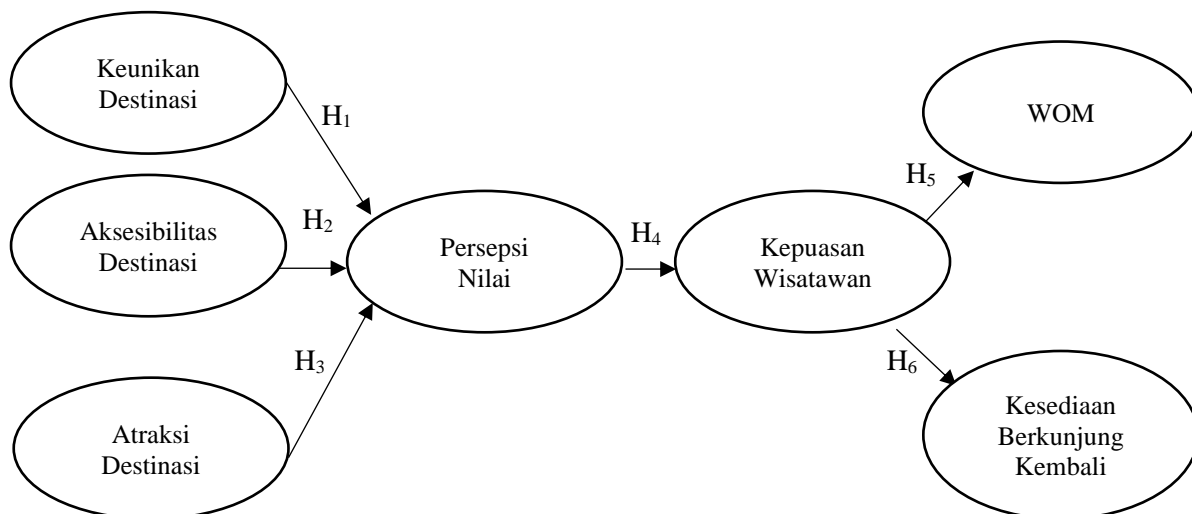 Keunikan
Destinasi
H₁
Aksesibilitas
Destinasi
H₂
Atraksi
Destinasi
H₃
Persepsi
Nilai
H₄
Kepuasan
Wisatawan
H₅
WOM
H₆
Kesediaan
Berkunjung
Kembali